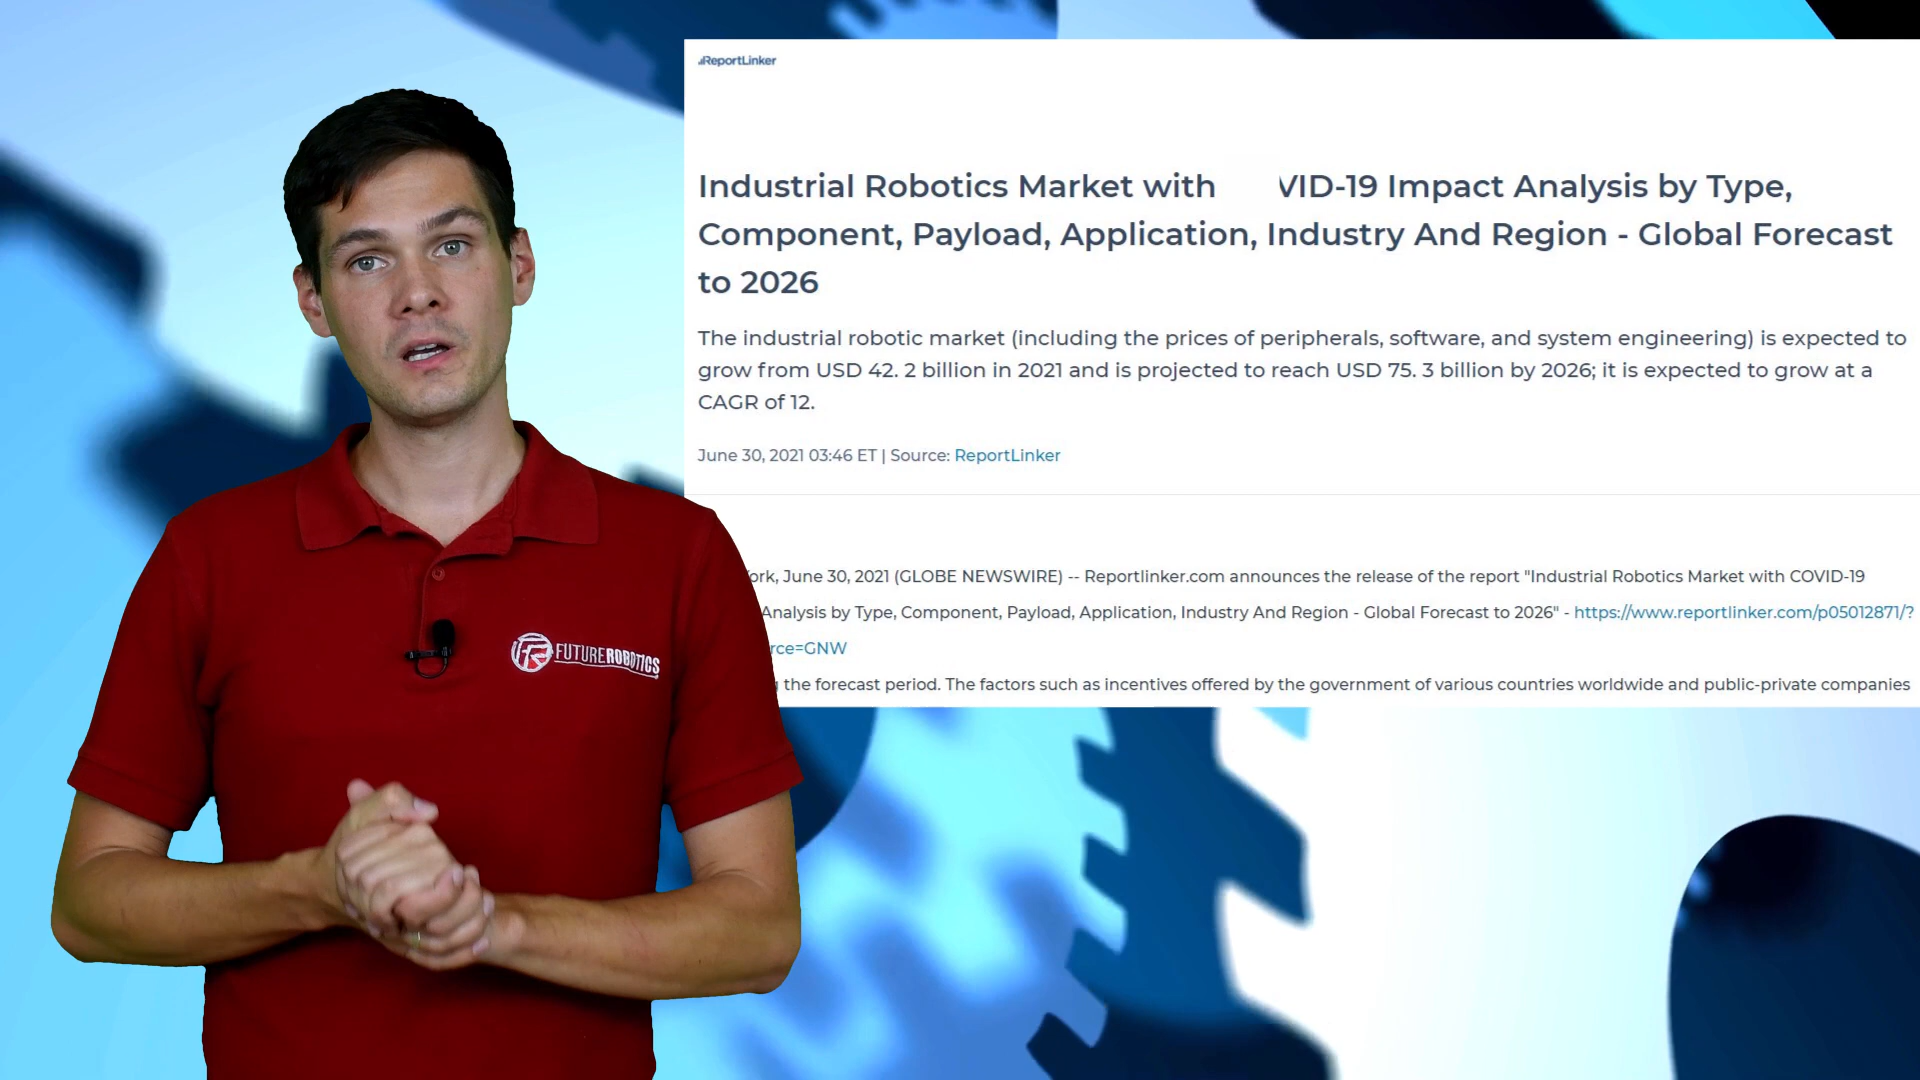 ReportLinker
Industrial Robotics Market with VID-19 Impact Analysis by Type,
Component, Payload, Application, Industry And Region - Global Forecast
to 2026
The industrial robotic market (including the prices of peripherals, software, and system engineering) is expected to
grow from USD 42. 2 billion in 2021 and is projected to reach USD 75. 3 billion by 2026; it is expected to grow at a
CAGR of 12.
June 30, 2021 03:46 ET | Source: ReportLinker
ork, June 30, 2021 (GLOBE NEWSWIRE) -- Reportlinker.com announces the release of the report "Industrial Robotics Market with COVID-19
Analysis by Type, Component, Payload, Application, Industry And Region - Global Forecast to 2026" - https://www.reportlinker.com/p05012871/?
rce=GNW
the forecast period. The factors such as incentives offered by the government of various countries worldwide and public-private companies
FR FUTUREROBOTICS